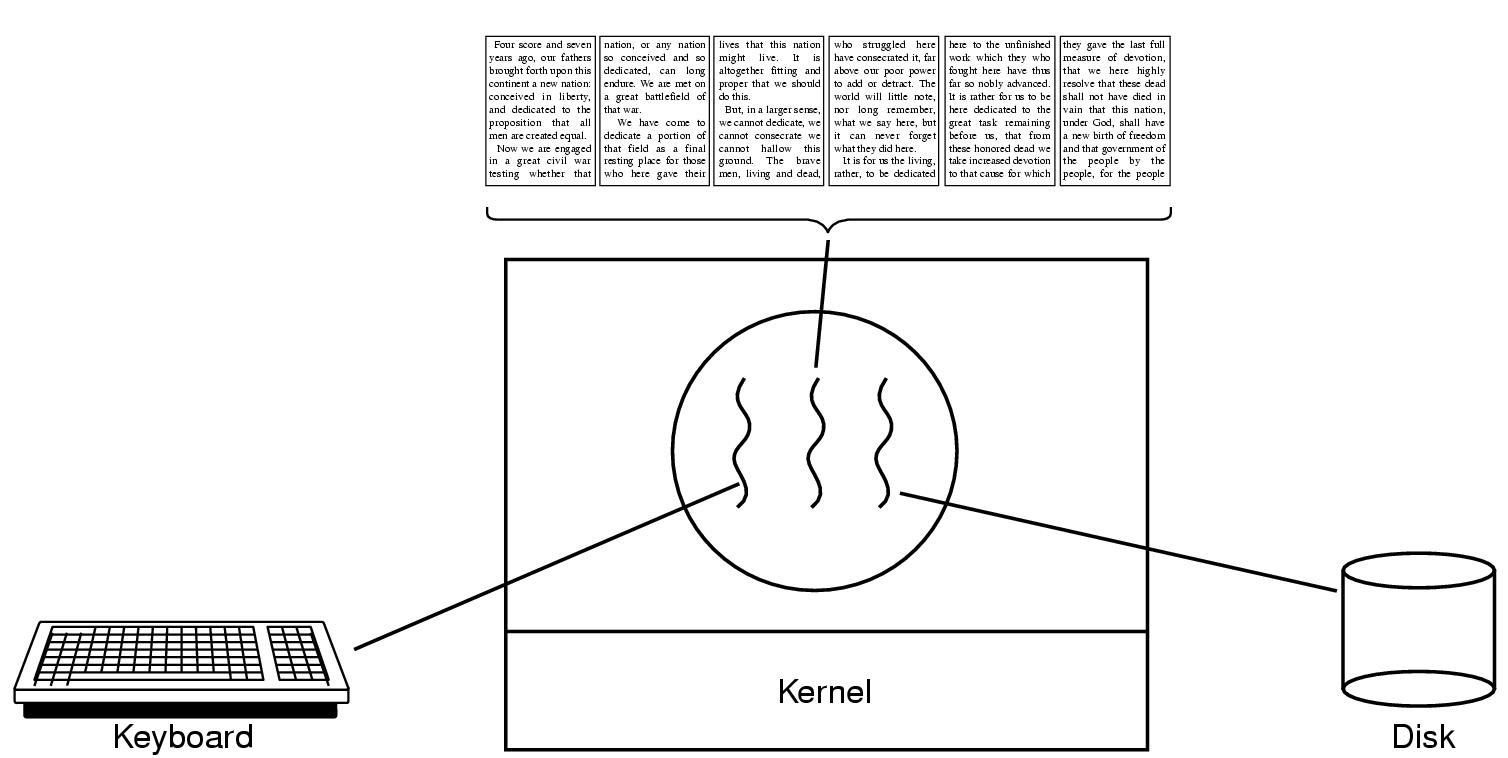 Four score and seven
years ago, our fathers
brought forth upon this
continent a new nation:
conceived in liberty,
and dedicated to the
proposition that all
men are created equal.
Now we are engaged
in a great civil war
testing whether that
nation, or any nation
so conceived and so
dedicated, can long
endure. We are met on
a great battlefield of
that war.
We have come to
dedicate a portion of
that field as a final
resting place for those
who here gave their
lives that this nation
might live. It is
altogether fitting and
proper that we should
do this.
But, in a larger sense,
we cannot dedicate, we
cannot consecrate we
cannot hallow this
ground. The brave
men, living and dead,
who struggled here
have consecrated it, far
above our poor power
to add or detract. The
world will little note,
nor long remember,
what we say here, but
it can never forget
what they did here.
It is for us the living,
rather, to be dedicated
here to the unfinished
work which they who
fought here have thus
far so nobly advanced.
It is rather for us to be
here dedicated to the
great task remaining
before us, that from
these honored dead we
take increased devotion
to that cause for which
they gave the last full
measure of devotion,
that we here highly
resolve that these dead
shall not have died in
vain that this nation,
under God, shall have
a new birth of freedom
and that government of
the people by the
people, for the people
Kernel
Keyboard
Disk